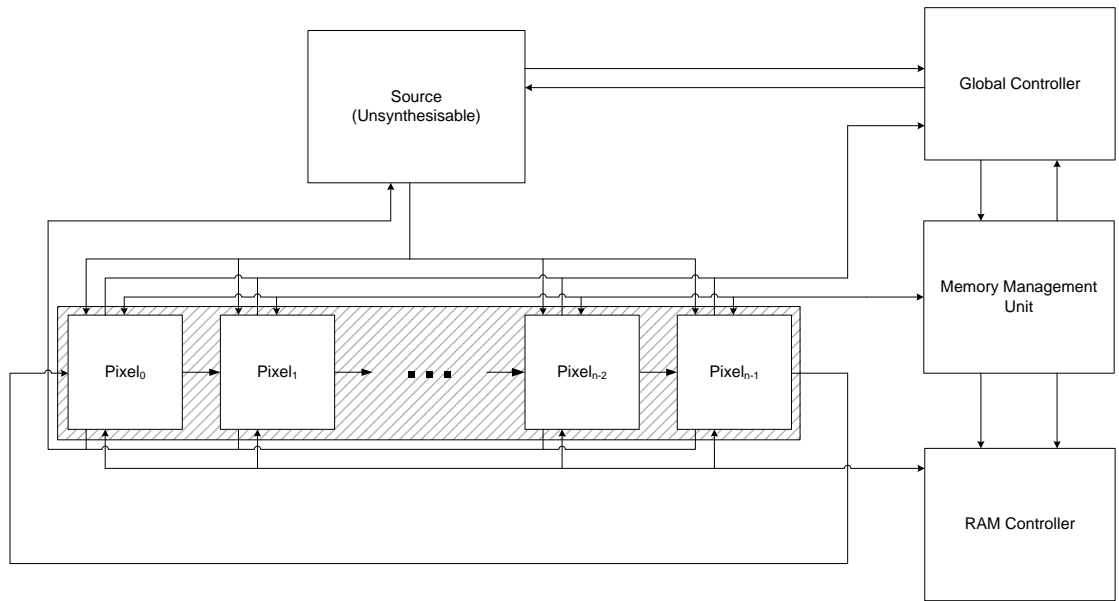 Source
(Unsynthesisable)
Global Controller
Memory Management
Unit
Pixel₀
Pixel₁
...
Pixelₙ₋₂
Pixelₙ₋₁
RAM Controller